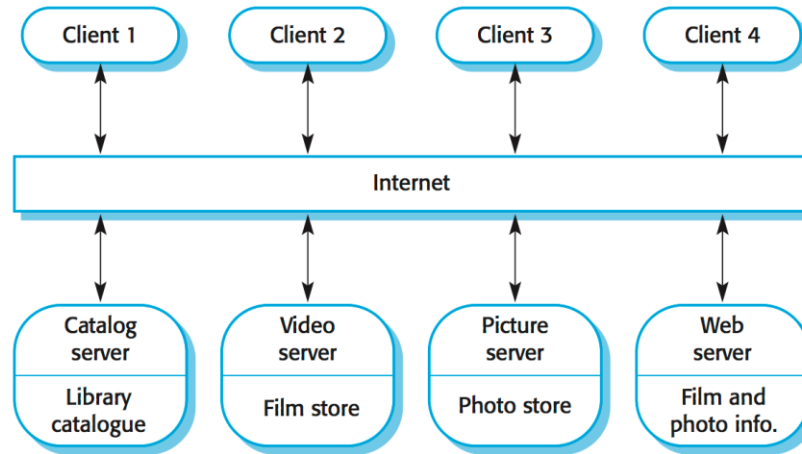 Client 1
Client 2
Client 3
Client 4
Internet
Catalog
server
Library
catalogue
Video
server
Film store
Picture
server
Photo store
Web
server
Film and
photo info.